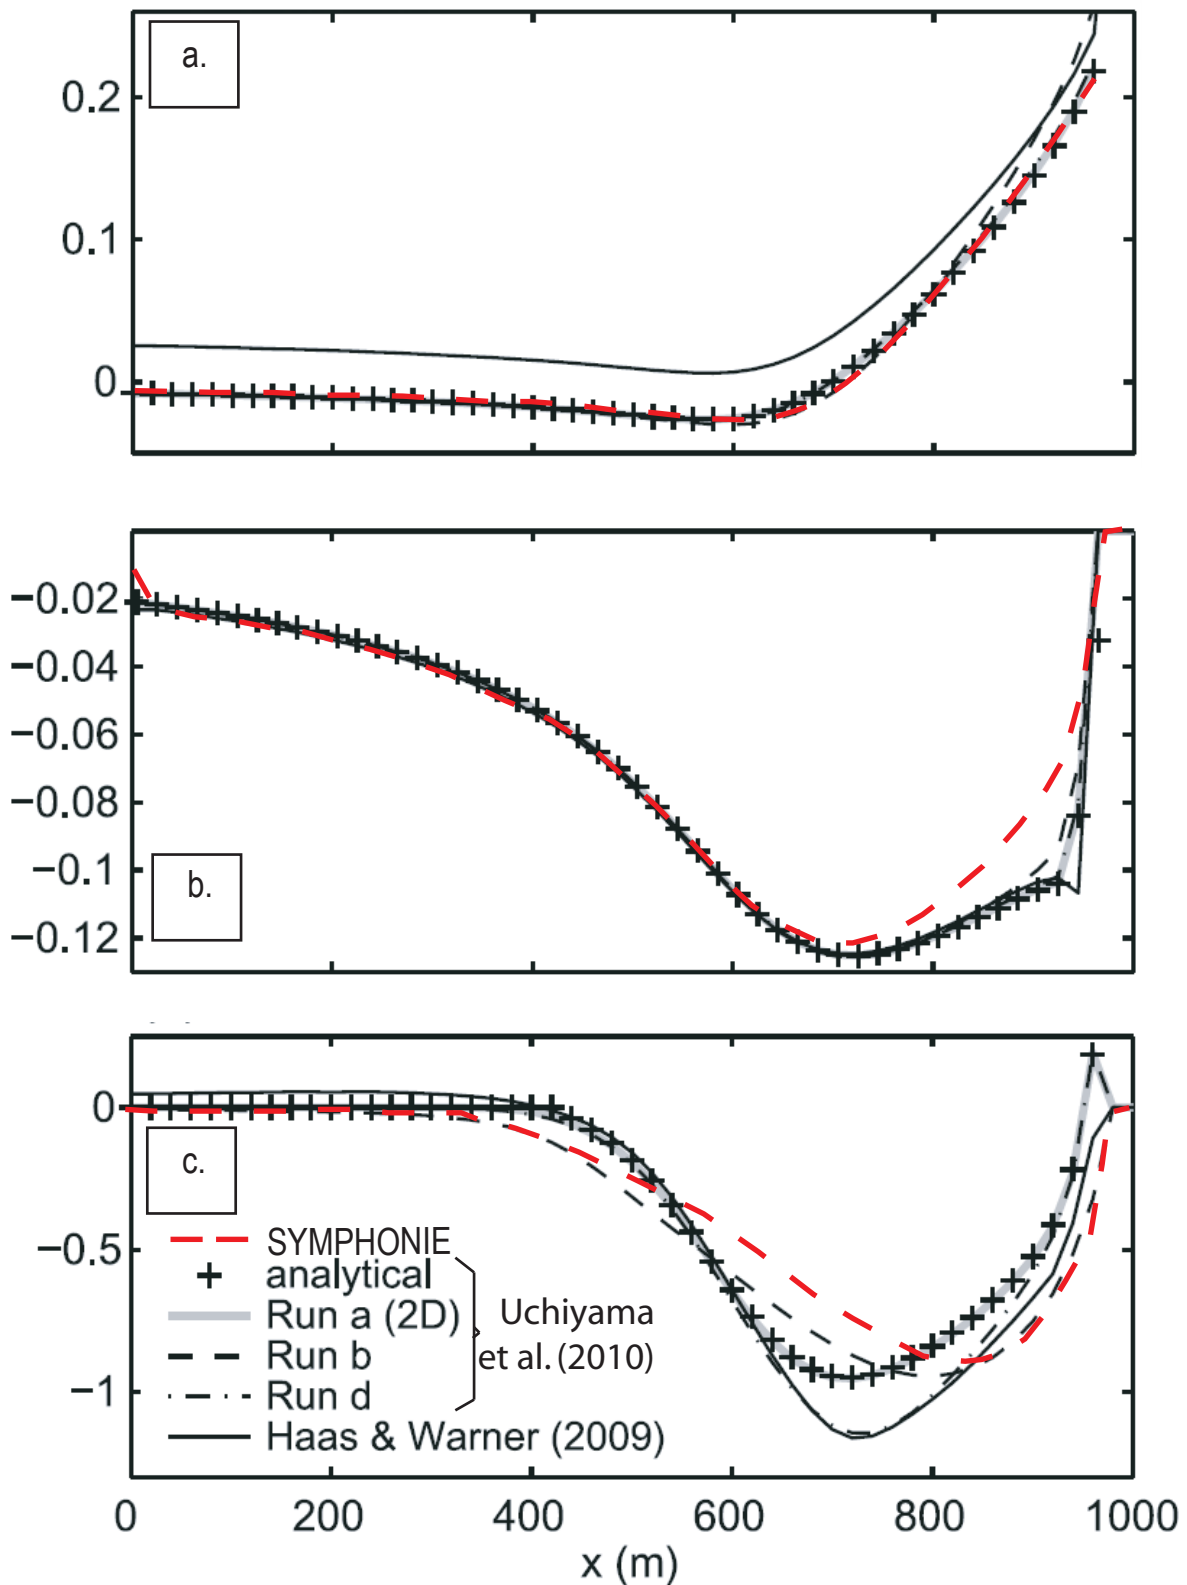 a.
0.2
0.1
0
−0.02
−0.04
−0.06
−0.08
−0.1
−0.12
b.
0
−0.5
−1
c.
SYMPHONIE
analytical
Run a (2D)
Run b
Run d
Haas & Warner (2009)
Uchiyama
et al. (2010)
0 200 400 600 800 1000
x (m)